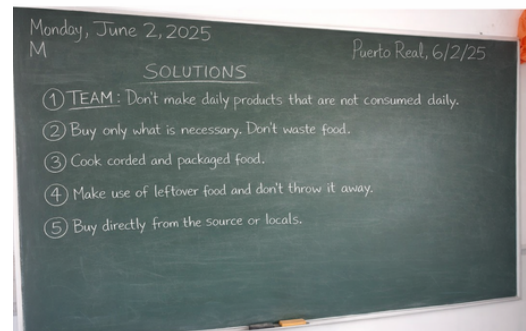 Monday, June 2, 2025
M
Puerto Real, 6/2/25
SOLUTIONS
① TEAM: Don't make daily products that are not consumed daily.
② Buy only what is necessary. Don't waste food.
③ Cook corded and packaged food.
④ Make use of leftover food and don't throw it away.
⑤ Buy directly from the source or locals.